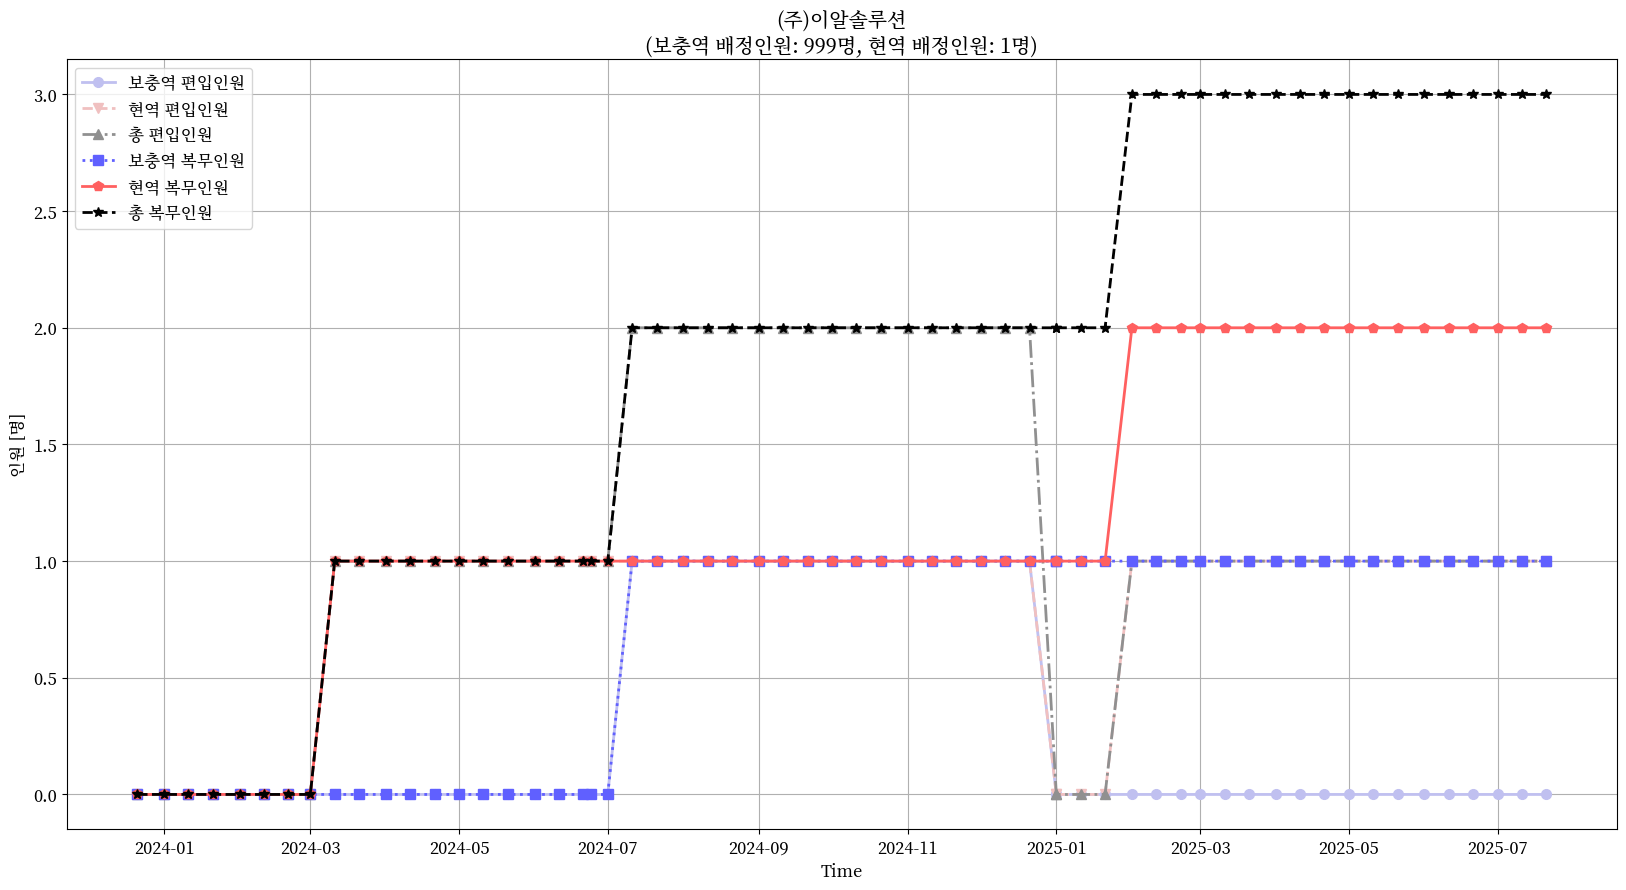 (주)이알솔루션
(보충역 배정인원: 999명, 현역 배정인원: 1명)
보충역 편입인원
현역 편입인원
총 편입인원
보충역 복무인원
현역 복무인원
총 복무인원
3.0
2.5
2.0
1.5
1.0
0.5
0.0
인원 [명]
2024-01
2024-03
2024-05
2024-07
2024-09
2024-11
2025-01
2025-03
2025-05
2025-07
Time